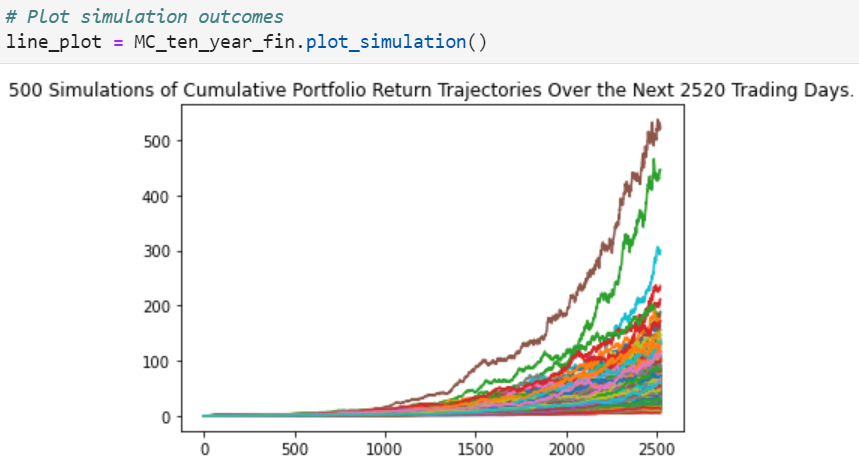 # Plot simulation outcomes
line_plot = MC_ten_year_fin.plot_simulation()
500 Simulations of Cumulative Portfolio Return Trajectories Over the Next 2520 Trading Days.
500
400
300
200
100
0
0 500 1000 1500 2000 2500